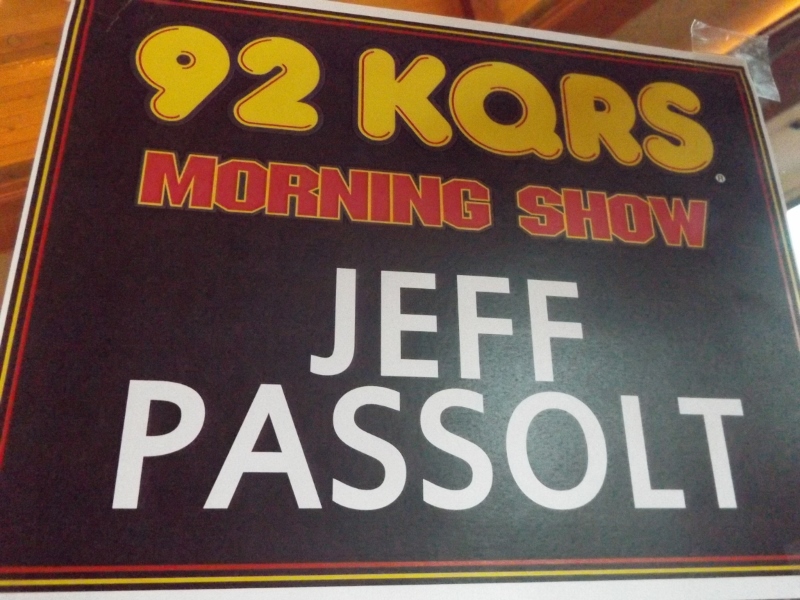 92 KQRS®
MORNING SHOW
JEFF
PASSOLT